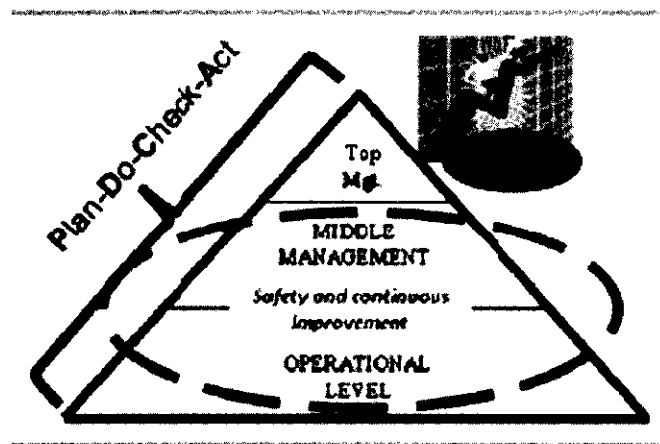 Plan-Do-Check-Act
Top
Mgt.
MIDDLE
MANAGEMENT
Safety and continuous
Improvement
OPERATIONAL
LEVEL